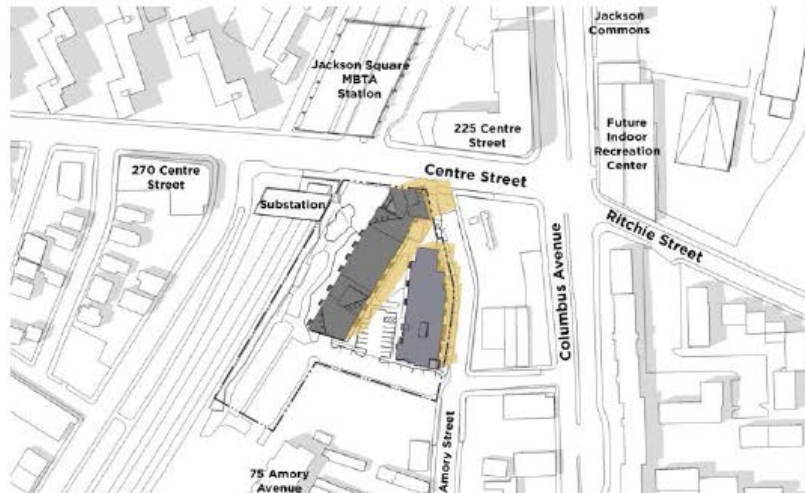 Jackson
Commons
Jackson Square
MBTA
Station
225 Centre
Street
Future
Indoor
Recreation
Center
270 Centre
Street
Centre Street
Substation
Ritchie Street
Columbus Avenue
Amory Street
75 Amory
Avenue